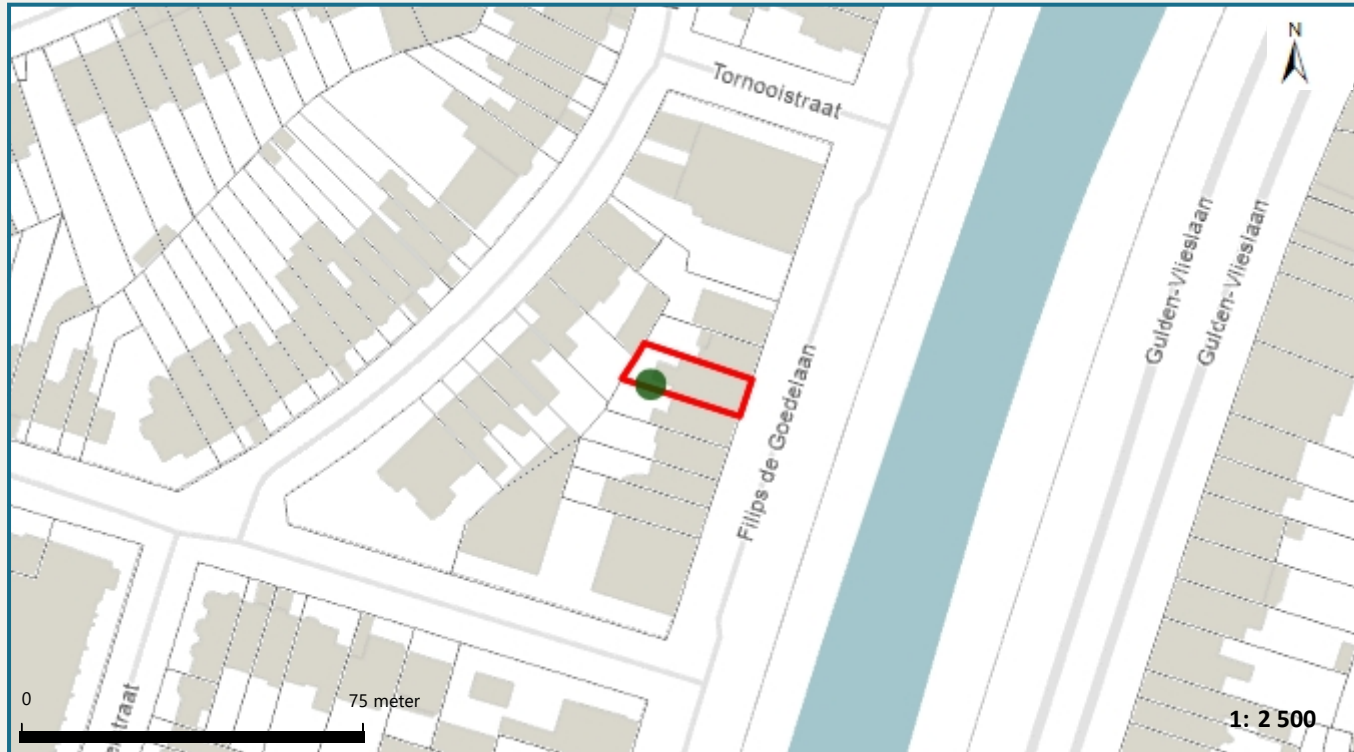 N
Tornooistraat
Gulden-Vlieslaan
Gulden-Vlieslaan
Filips de Goedelaan
0
75 meter
1: 2 500